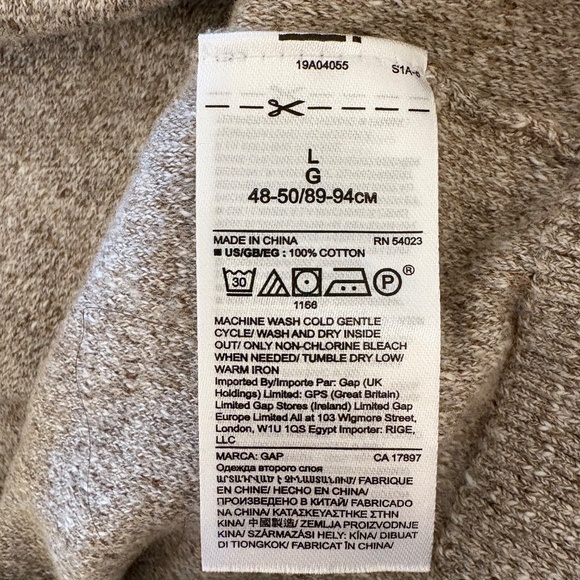 19A04055 S1A-
L
G
48-50/89-94CM
MADE IN CHINA RN 54023
■ US/GB/EG : 100% COTTON
30 P ®
1166
MACHINE WASH COLD GENTLE
CYCLE/ WASH AND DRY INSIDE
OUT/ ONLY NON-CHLORINE BLEACH
WHEN NEEDED/ TUMBLE DRY LOW/
WARM IRON
Imported By/Importe Par: Gap (UK
Holdings) Limited: GPS (Great Britain)
Limited Gap Stores (Ireland) Limited Gap
Europe Limited All at 103 Wigmore Street,
London, W1U 1QS Egypt Importer: RIGE,
LLC
MARCA: GAP CA 17897
Одежда второго слоя
ԱՐՏԱԴՐՎԱԾ Է ՉԻՆԱՍՏԱՆՈՒՄ/ FABRIQUE
EN CHINE/ HECHO EN CHINA/
ПРОИЗВЕДЕНО В КИТАЙ/ FABRICADO
NA CHINA/ ΚΑΤΑΣΚΕΥΑΣΤΗΚΕ ΣΤΗΝ
ΚΙΝΑ/ 中國製造/ ZEMLJA PROIZVODNJE
KINA/ SZÁRMAZÁSI HELY: KÍNA/ DIBUAT
DI TIONGKOK/ FABRICAT ÎN CHINA/